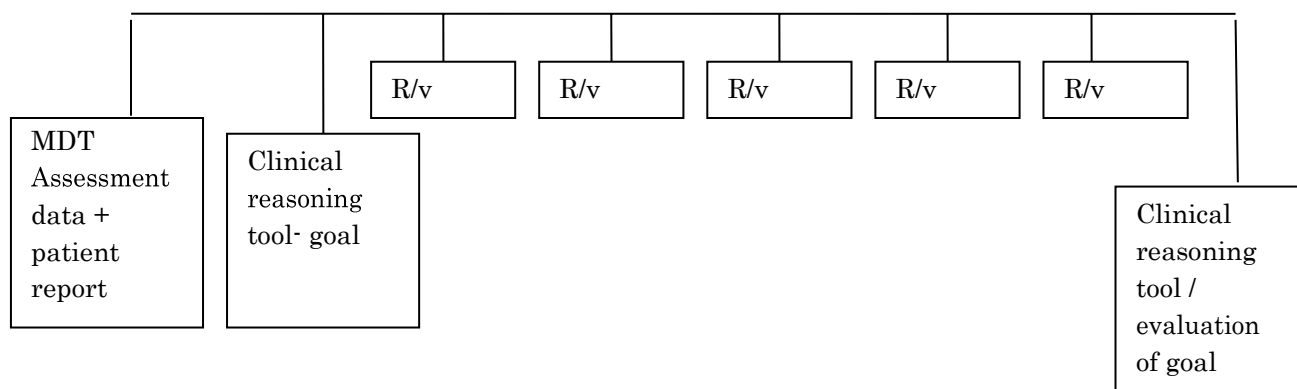 MDT
Assessment
data +
patient
report
Clinical
reasoning
tool- goal
R/v
R/v
R/v
R/v
R/v
Clinical
reasoning
tool /
evaluation
of goal